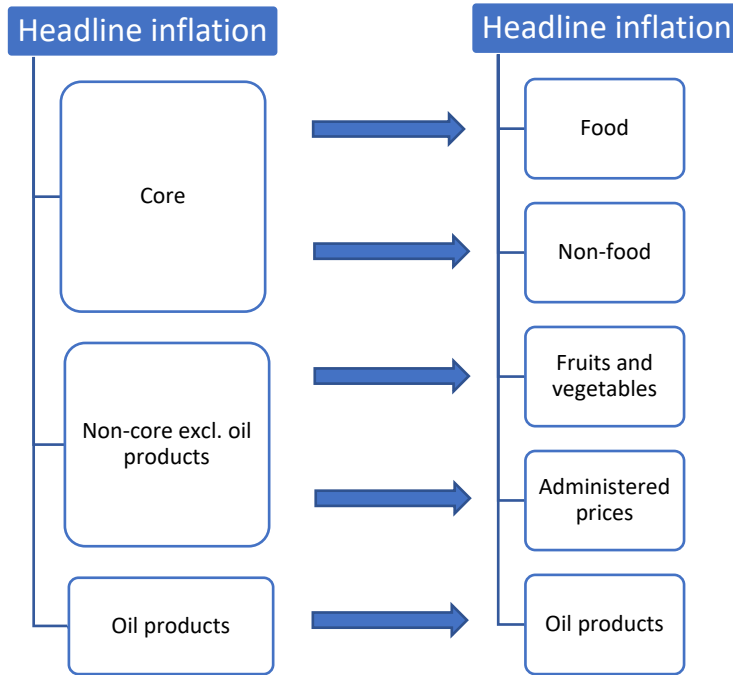 Headline inflation
Core
Non-core excl. oil
products
Oil products
Headline inflation
Food
Non-food
Fruits and
vegetables
Administered
prices
Oil products